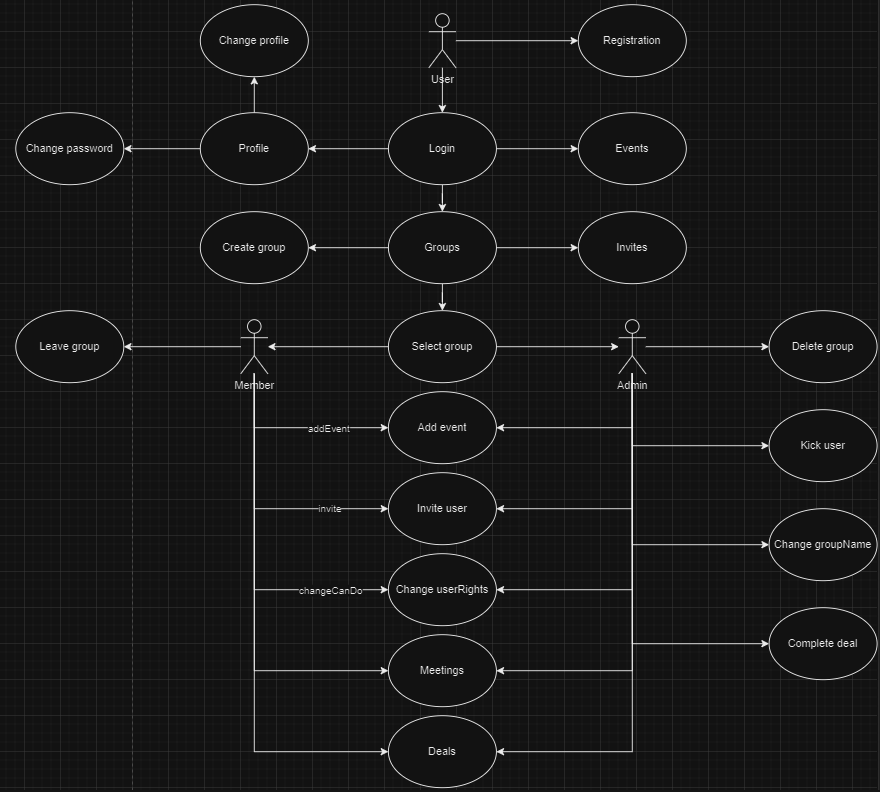 Change profile
Registration
User
Change password
Profile
Login
Events
Create group
Groups
Invites
Leave group
Select group
Delete group
Member
Admin
addEvent
Add event
Kick user
invite
Invite user
Change groupName
changeCanDo
Change userRights
Complete deal
Meetings
Deals